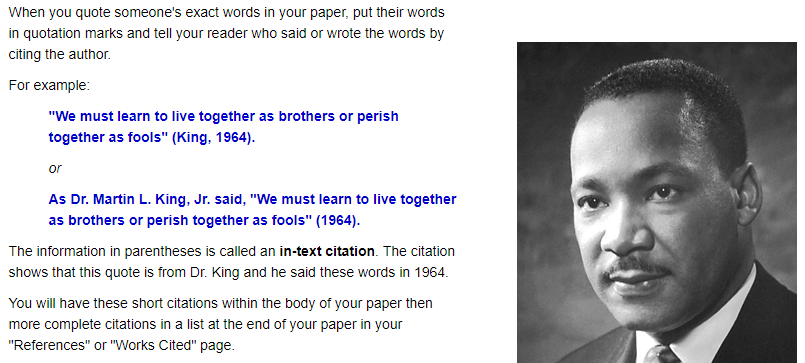 When you quote someone's exact words in your paper, put their words
in quotation marks and tell your reader who said or wrote the words by
citing the author.
For example:
"We must learn to live together as brothers or perish
together as fools" (King, 1964).
or
As Dr. Martin L. King, Jr. said, "We must learn to live together
as brothers or perish together as fools" (1964).
The information in parentheses is called an in-text citation. The citation
shows that this quote is from Dr. King and he said these words in 1964.
You will have these short citations within the body of your paper then
more complete citations in a list at the end of your paper in your
"References" or "Works Cited" page.